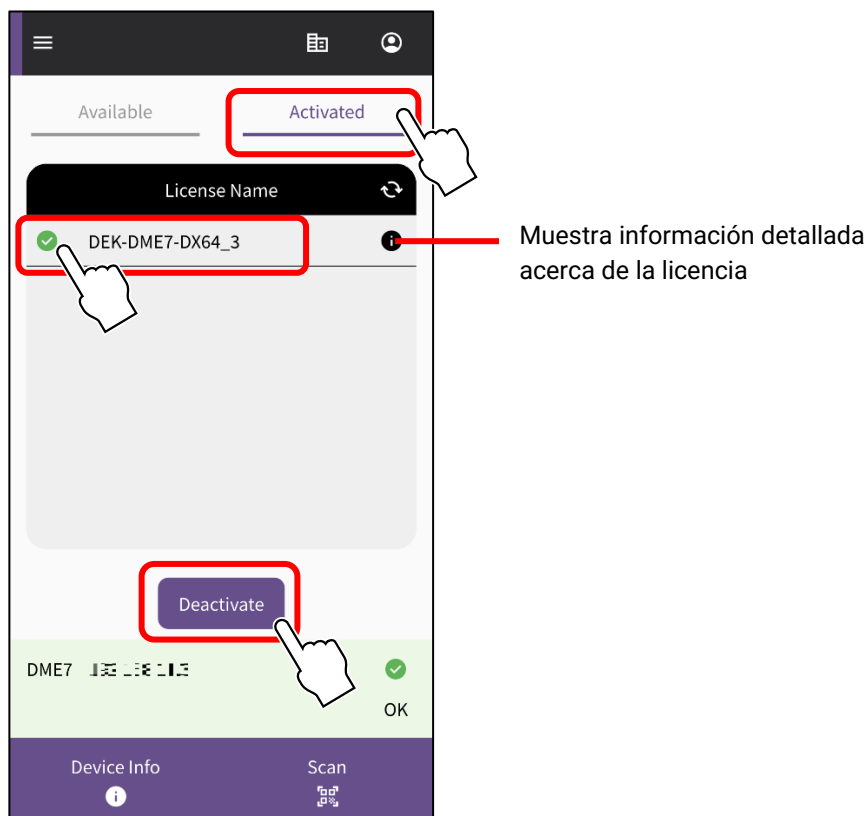 Available
Activated
License Name
DEK-DME7-DX64_3
Muestra información detallada
acerca de la licencia
Deactivate
DME7
OK
Device Info
Scan